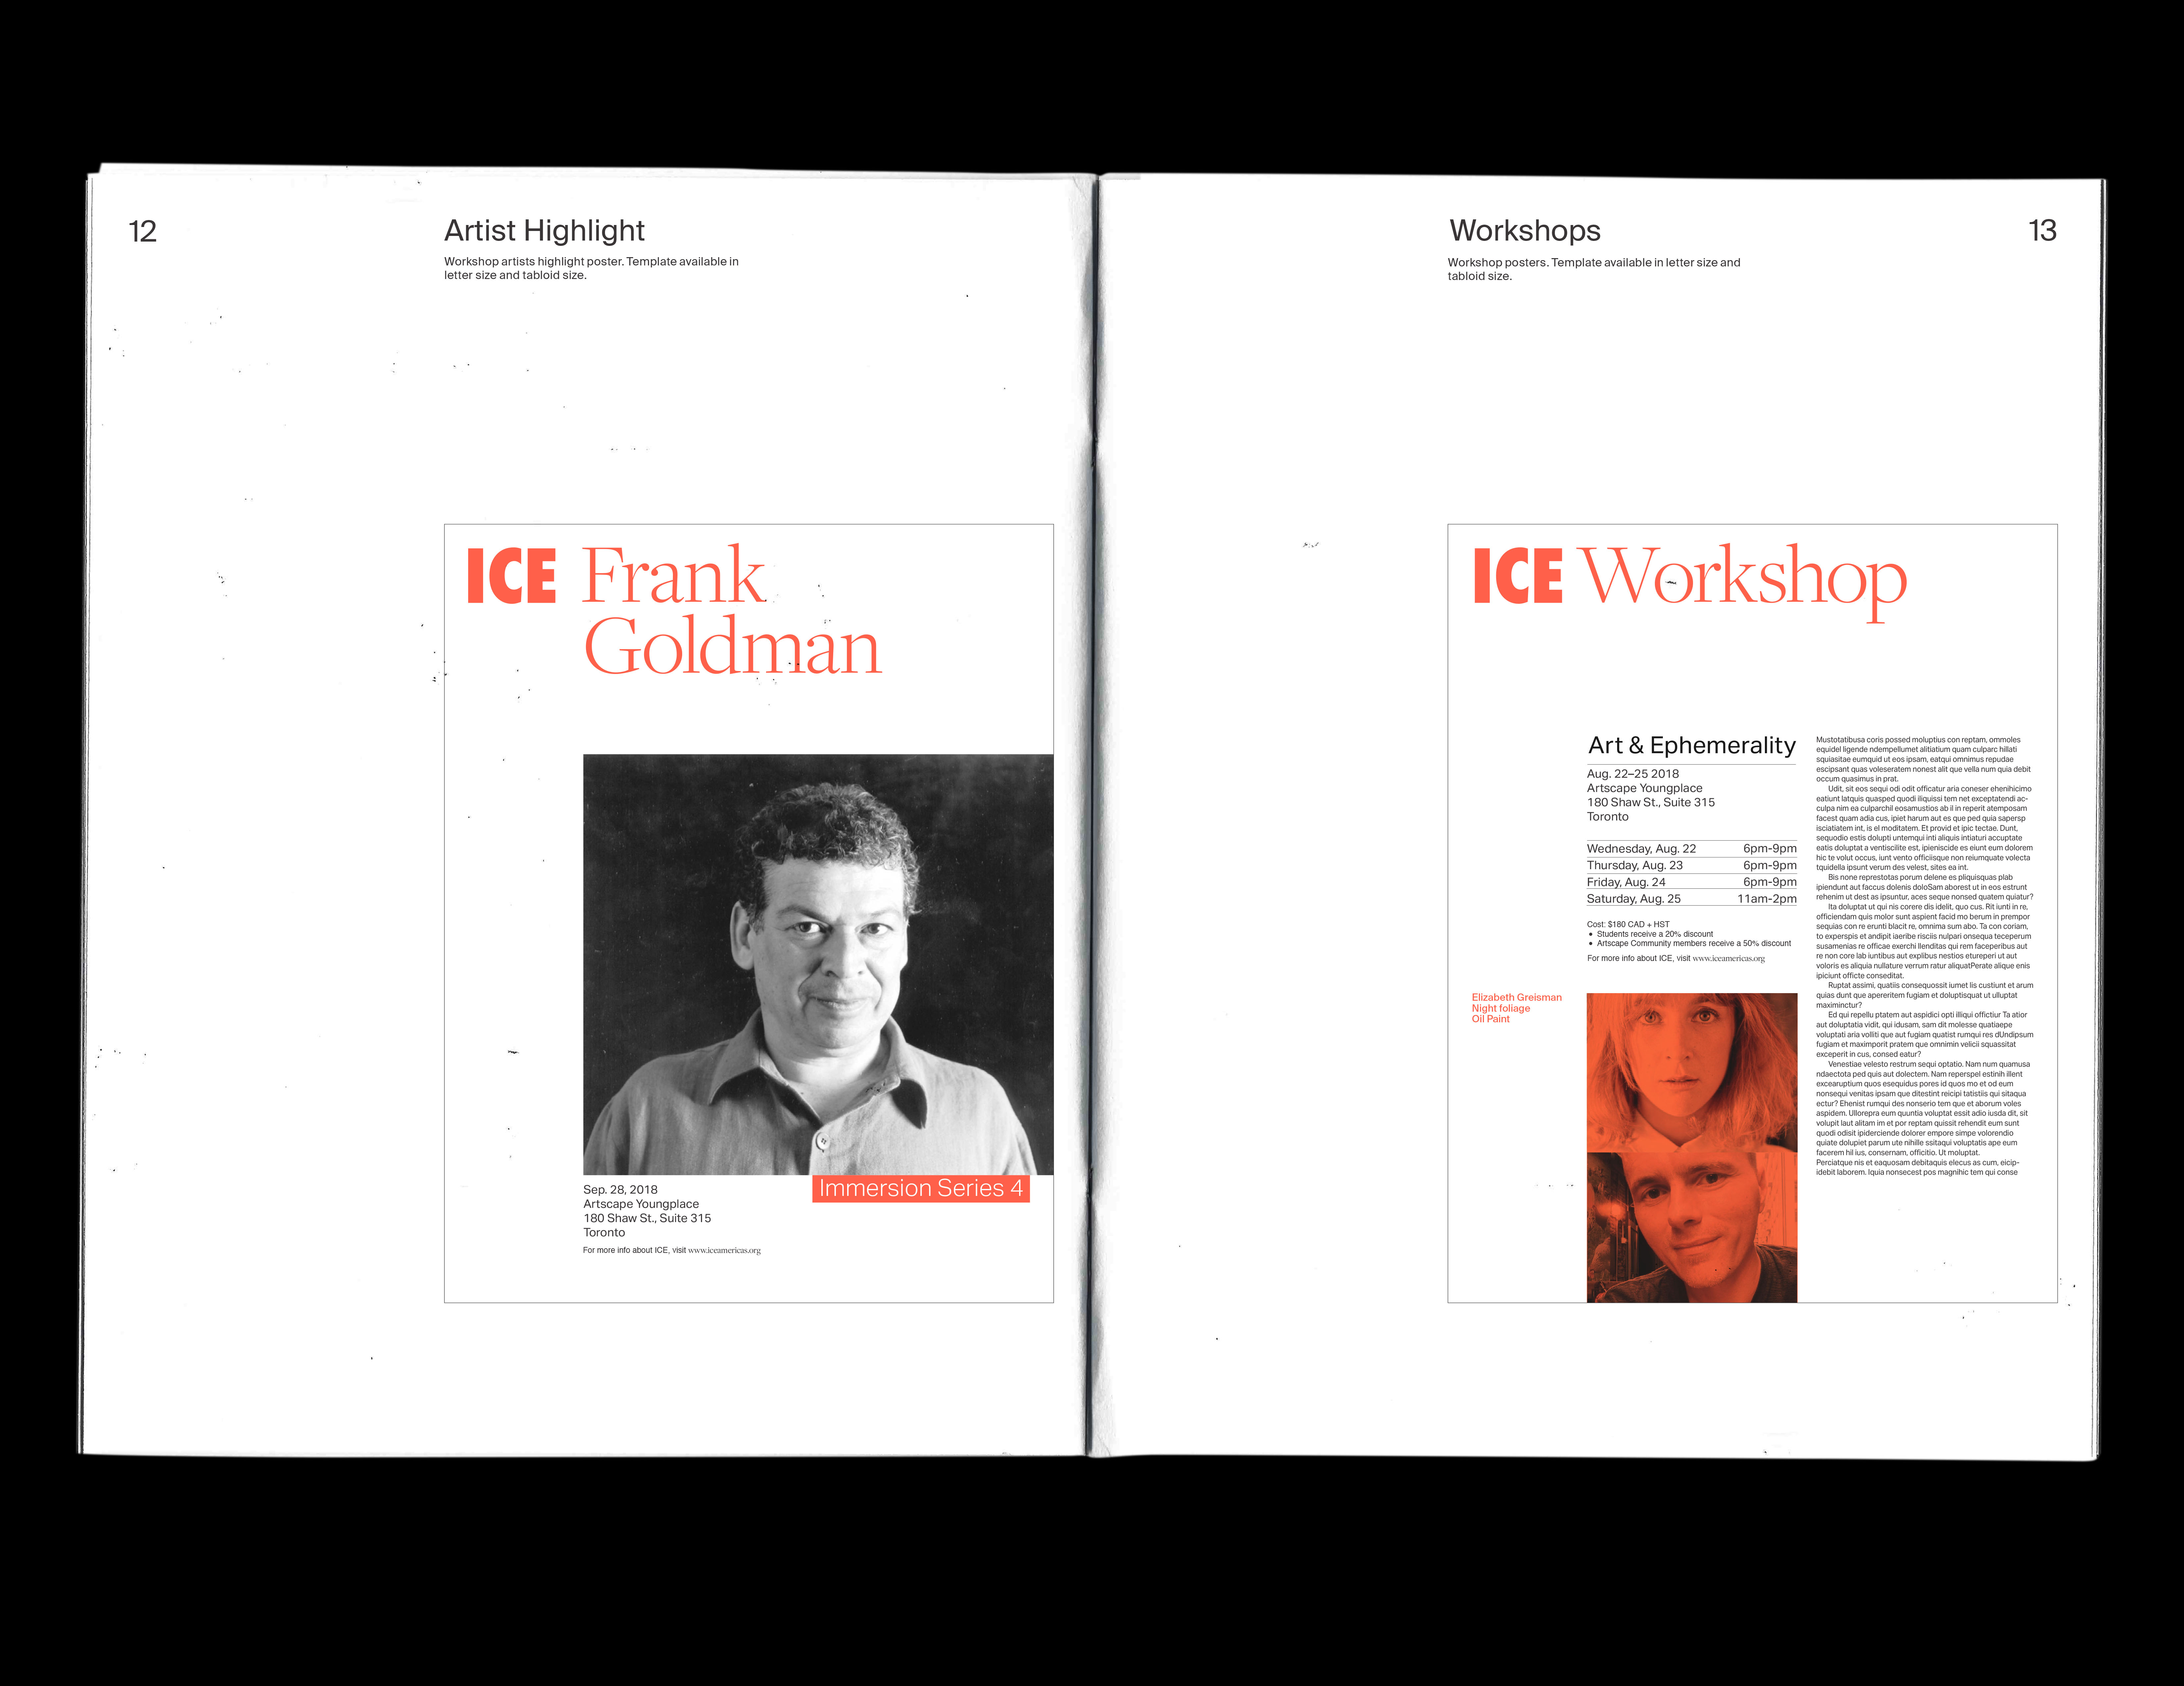 12
Artist Highlight
Workshop artists highlight poster. Template available in
letter size and tabloid size.
ICE Frank
Goldman
Immersion Series 4
Sep. 28, 2018
Artscape Youngplace
180 Shaw St., Suite 315
Toronto
For more info about ICE, visit www.iceamericas.org
Workshops
13
Workshop posters. Template available in letter size and
tabloid size.
ICE Workshop
Art & Ephemerality
Aug. 22–25 2018
Artscape Youngplace
180 Shaw St., Suite 315
Toronto
Wednesday, Aug. 22 6pm-9pm
Thursday, Aug. 23 6pm-9pm
Friday, Aug. 24 6pm-9pm
Saturday, Aug. 25 11am-2pm
Cost: $180 CAD + HST
• Students receive a 20% discount
• Artscape Community members receive a 50% discount
For more info about ICE, visit www.iceamericas.org
Elizabeth Greisman
Night foliage
Oil Paint
Mustotatibusa coris possed moluptius con reptam, ommoles
equidel ligende ndempellumet alitiatium quam culparc hillati
squiasitae eumquid ut eos ipsam, eatqui omnimus repudae
escipsant quas voleseratem nonest alit que vella num quia debit
occum quasimus in prat.
Udit, sit eos sequi odi odit officatur aria coneser ehenihicimo
eatiunt latquis quasped quodi iliquissi tem net exceptatendi ac-
culpa nim ea culparchil eosamustios ab il in reperit atemposam
facest quam adia cus, ipiet harum aut es que ped quia sapersp
isciatiatem int, is el moditatem. Et provid et ipic tectae. Dunt,
sequodio estis dolupti untemqui inti aliquis intiaturi accuptate
eatis doluptat a ventiscilite est, ipieniscide es eiunt eum dolorem
hic te volut occus, iunt vento officiisque non reiumquate volecta
tquidella ipsunt verum des velest, sites ea int.
Bis none represtotas porum delene es pliquisquas plab
ipiendunt aut faccus dolenis doloSam aborest ut in eos estrunt
rehenim ut dest as ipsuntur, aces seque nonsed quatem quiatur?
Ita doluptat ut qui nis corere dis idelit, quo cus. Rit iunti in re,
officiendam quis molor sunt aspient facid mo berum in prempor
sequias con re erunti blacit re, omnima sum abo. Ta con coriam,
to experspis et andipit iaeribe risciis nulpari onsequa teceperum
susamenias re officae exerchi llenditas qui rem faceperibus aut
re non core lab iuntibus aut explibus nestios etureperi ut aut
voloris es aliquia nullature verrum ratur aliquatPerate alique enis
ipiciunt officte conseditat.
Ruptat assimi, quatiis consequossit iumet lis custiunt et arum
quias dunt que apereritem fugiam et doluptisquat ut ulluptat
maximinctur?
Ed qui repellu ptatem aut aspidici opti illiqui offictiur Ta atior
aut doluptatia vidit, qui idusam, sam dit molesse quatiaepe
voluptati aria volliti que aut fugiam quatist rumqui res dUndipsum
fugiam et maximporit pratem que omnimin velicii squassitat
exceperit in cus, consed eatur?
Venestiae velesto restrum sequi optatio. Nam num quamusa
ndaectota ped quis aut dolectem. Nam reperspel estinih illent
excearuptium quos esequidus pores id quos mo et od eum
nonsequi venitas ipsam que ditestint reicipi tatistiis qui sitaqua
ectur? Ehenist rumqui des nonserio tem que et aborum voles
aspidem. Ullorepra eum quuntia voluptat essit adio iusda dit, sit
volupit laut alitam im et por reptam quissit rehendit eum sunt
quodi odisit ipiderciende dolorer empore simpe volorendio
quiate dolupiet parum ute nihille ssitaqui voluptatis ape eum
facerem hil ius, consernam, officitio. Ut moluptat.
Perciatque nis et eaquosam debitaquis elecus as cum, eicip-
idebit laborem. Iquia nonsecest pos magnihic tem qui conse